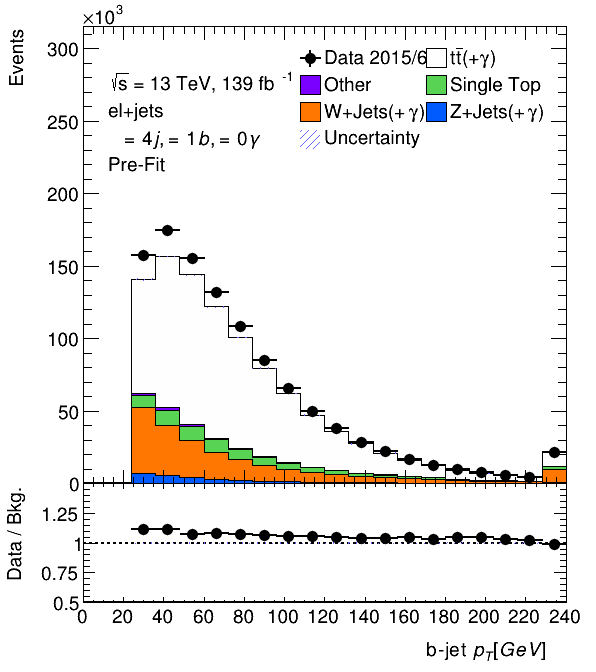 ×10³
Events
300
250
200
150
100
50
0
√s = 13 TeV, 139 fb⁻¹
el+jets
= 4j, = 1b, = 0γ
Pre-Fit
Data 2015/6
tt̄(+γ)
Other
Single Top
W+Jets(+γ)
Z+Jets(+γ)
Uncertainty
Data / Bkg.
1.25
1
0.75
0.5
0 20 40 60 80 100 120 140 160 180 200 220 240
b-jet p_T[GeV]